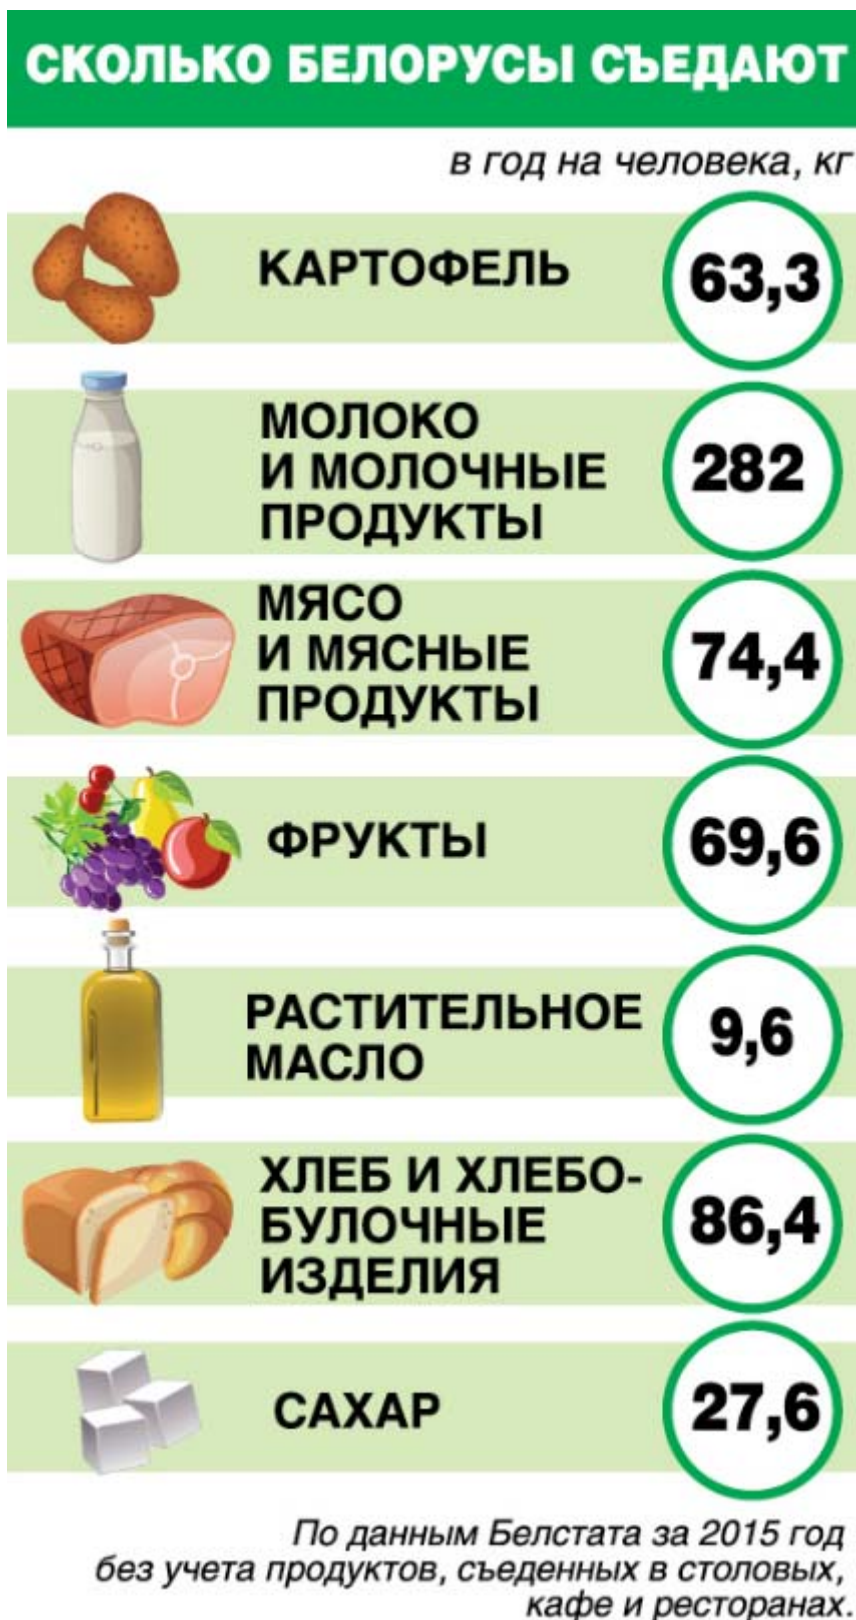 СКОЛЬКО БЕЛОРУСЫ СЪЕДАЮТ
в год на человека, кг
КАРТОФЕЛЬ
63,3
МОЛОКО
И МОЛОЧНЫЕ
ПРОДУКТЫ
282
МЯСО
И МЯСНЫЕ
ПРОДУКТЫ
74,4
ФРУКТЫ
69,6
РАСТИТЕЛЬНОЕ
МАСЛО
9,6
ХЛЕБ И ХЛЕБО-
БУЛОЧНЫЕ
ИЗДЕЛИЯ
86,4
САХАР
27,6
По данным Белстата за 2015 год
без учета продуктов, съеденных в столовых,
кафе и ресторанах.